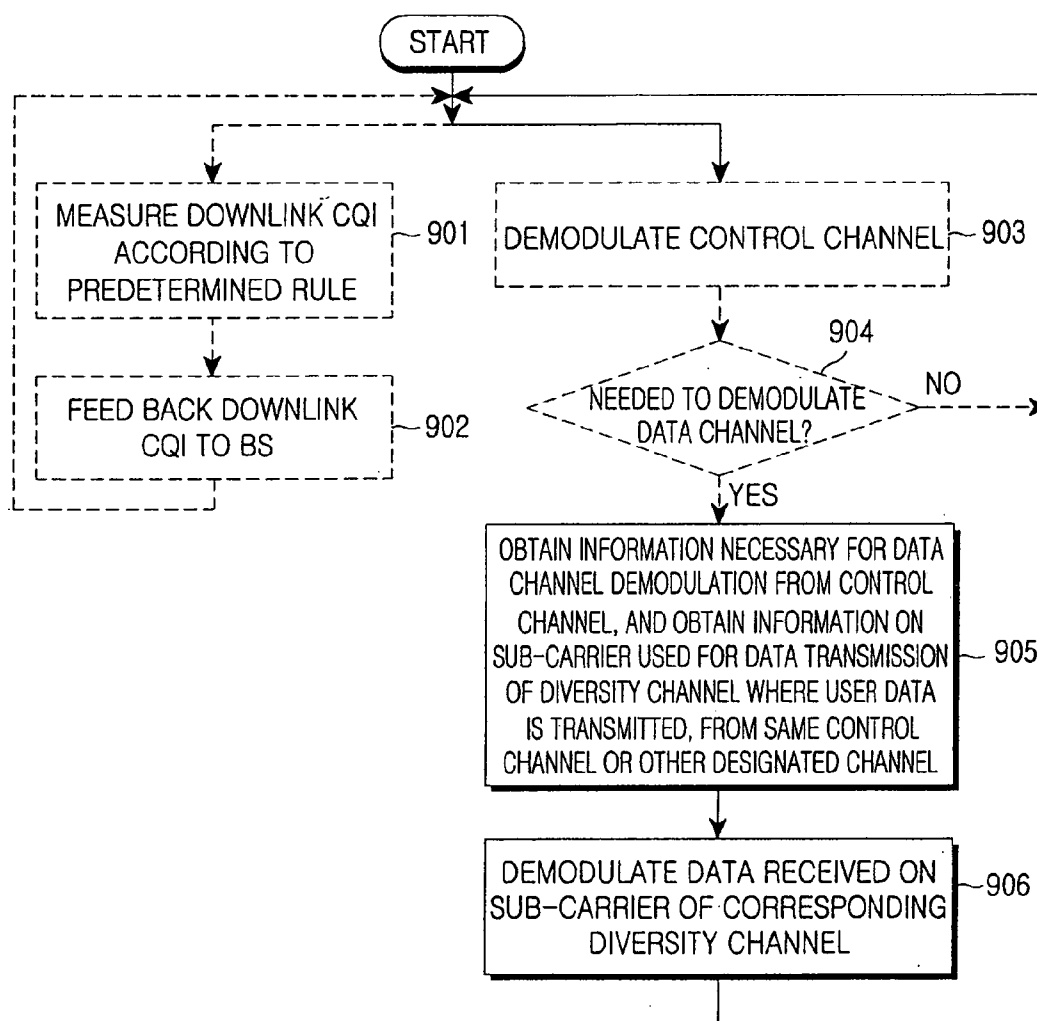 START
MEASURE DOWNLINK CQI
ACCORDING TO
PREDETERMINED RULE
901
FEED BACK DOWNLINK
CQI TO BS
902
DEMODULATE CONTROL CHANNEL
903
904
NEEDED TO DEMODULATE
DATA CHANNEL?
NO
YES
OBTAIN INFORMATION NECESSARY FOR DATA
CHANNEL DEMODULATION FROM CONTROL
CHANNEL, AND OBTAIN INFORMATION ON
SUB-CARRIER USED FOR DATA TRANSMISSION
OF DIVERSITY CHANNEL WHERE USER DATA
IS TRANSMITTED, FROM SAME CONTROL
CHANNEL OR OTHER DESIGNATED CHANNEL
905
DEMODULATE DATA RECEIVED ON
SUB-CARRIER OF CORRESPONDING
DIVERSITY CHANNEL
906